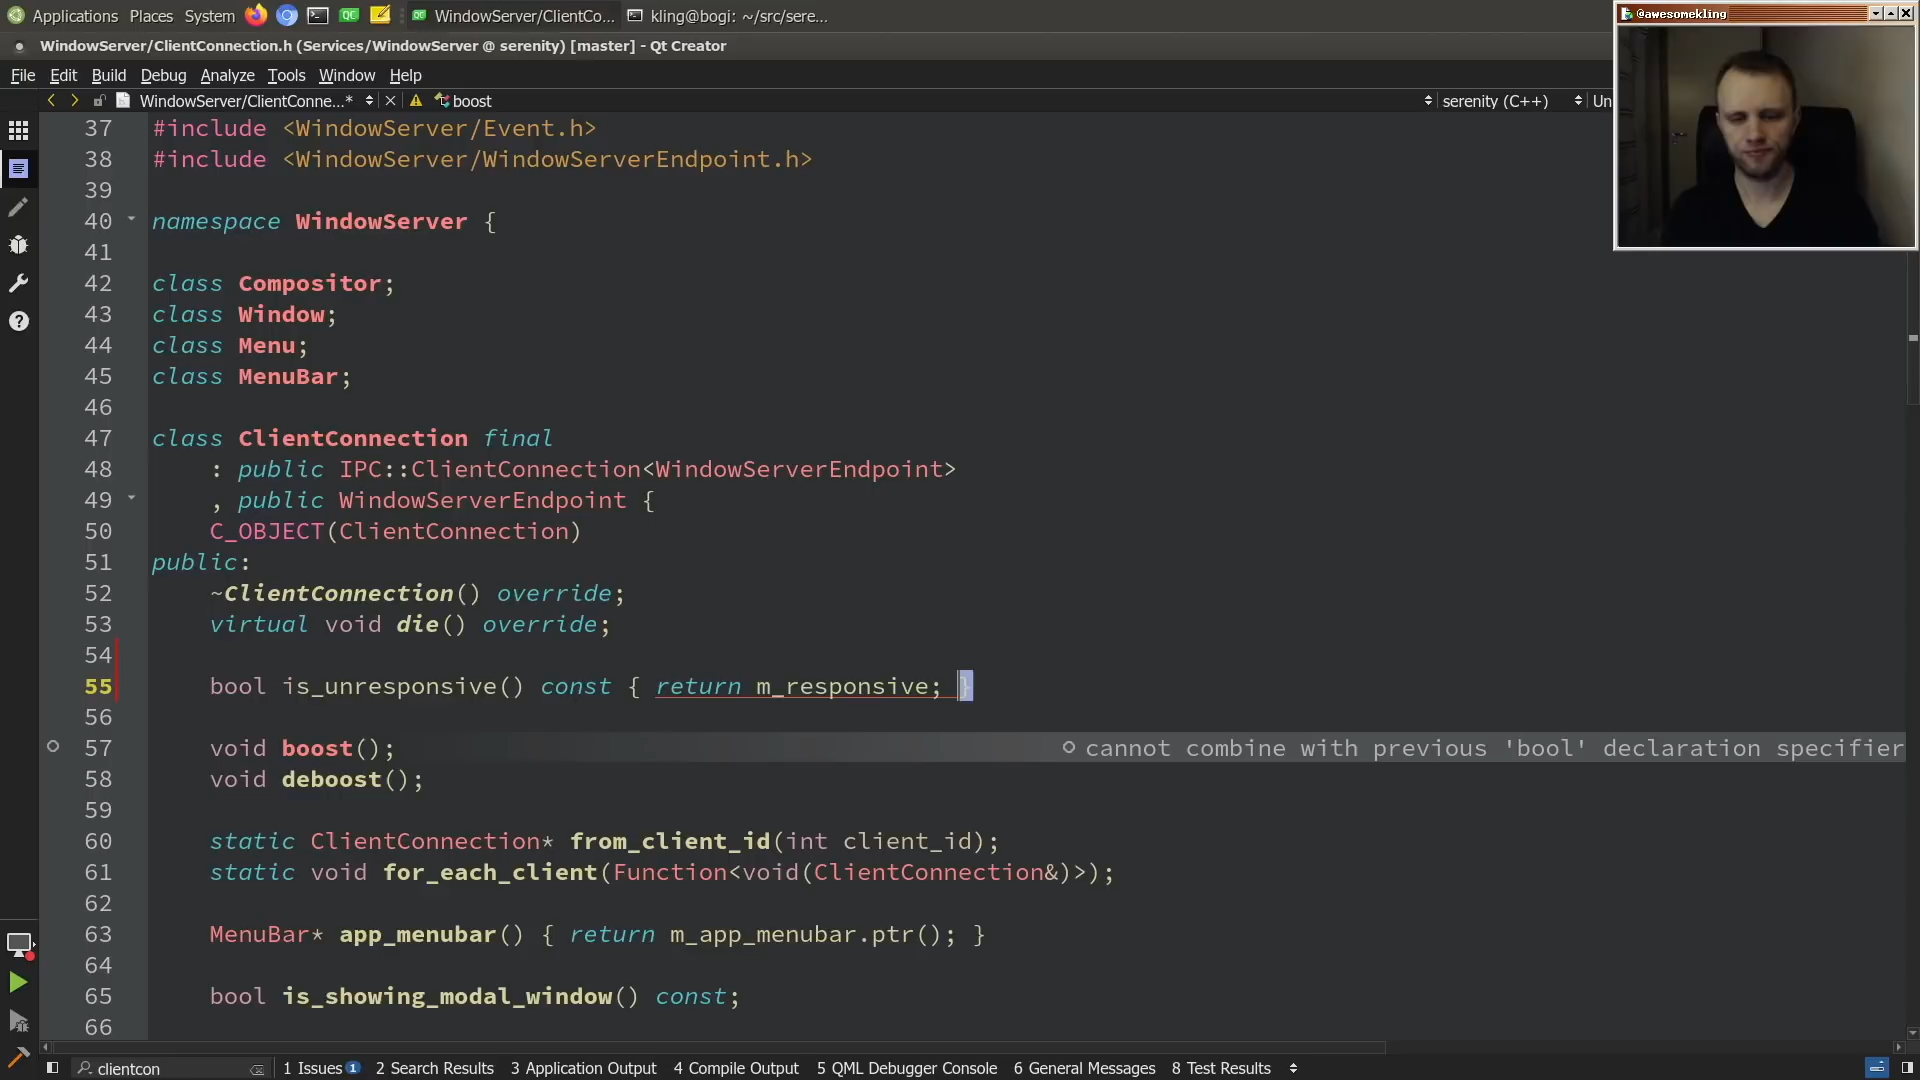 Applications Places System WindowServer/ClientCo... kling@bogi: ~/src/sere...
@awesomekling
WindowServer/ClientConnection.h (Services/WindowServer @ serenity) [master] - Qt Creator
File Edit Build Debug Analyze Tools Window Help
WindowServer/ClientConne...* boost serenity (C++) Un
37 #include <WindowServer/Event.h>
38 #include <WindowServer/WindowServerEndpoint.h>
39
40 namespace WindowServer {
41
42 class Compositor;
43 class Window;
44 class Menu;
45 class MenuBar;
46
47 class ClientConnection final
48 : public IPC::ClientConnection<WindowServerEndpoint>
49 , public WindowServerEndpoint {
50 C_OBJECT(ClientConnection)
51 public:
52 ~ClientConnection() override;
53 virtual void die() override;
54
55 bool is_unresponsive() const { return m_responsive; }
56
57 void boost(); cannot combine with previous 'bool' declaration specifier
58 void deboost();
59
60 static ClientConnection* from_client_id(int client_id);
61 static void for_each_client(Function<void(ClientConnection&)>);
62
63 MenuBar* app_menubar() { return m_app_menubar.ptr(); }
64
65 bool is_showing_modal_window() const;
66
clientcon 1 Issues 1 2 Search Results 3 Application Output 4 Compile Output 5 QML Debugger Console 6 General Messages 8 Test Results